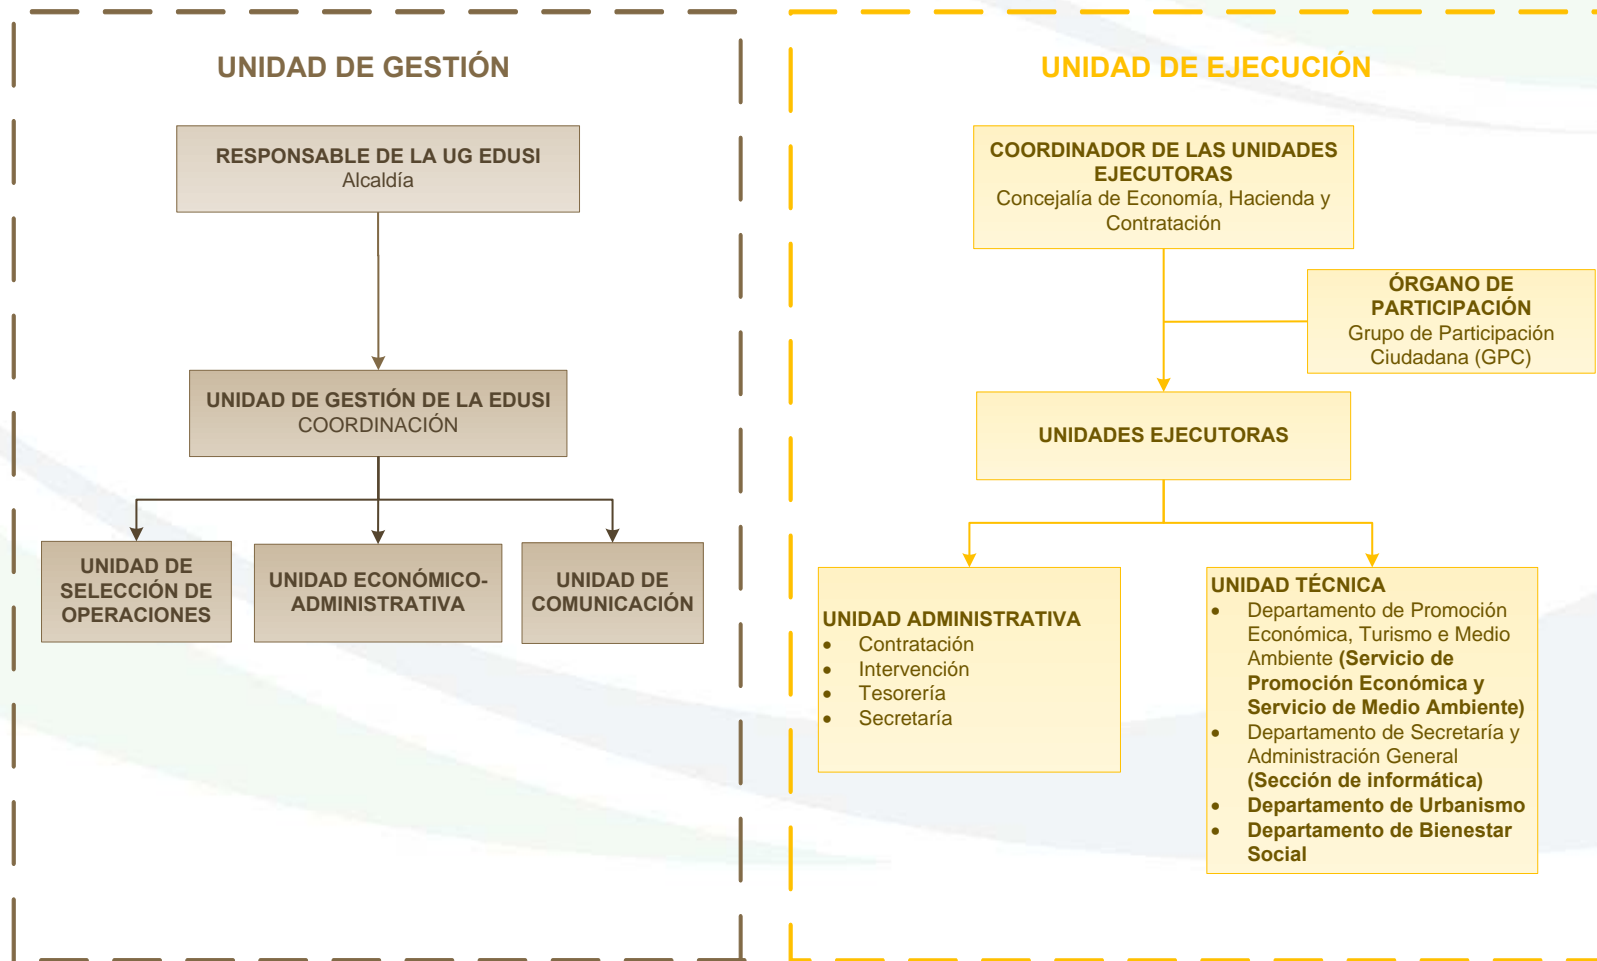 UNIDAD DE GESTIÓN
RESPONSABLE DE LA UG EDUSI
Alcaldía
UNIDAD DE GESTIÓN DE LA EDUSI
COORDINACIÓN
UNIDAD DE
SELECCIÓN DE
OPERACIONES
UNIDAD ECONÓMICO-
ADMINISTRATIVA
UNIDAD DE
COMUNICACIÓN
UNIDAD DE EJECUCIÓN
COORDINADOR DE LAS UNIDADES
EJECUTORAS
Concejalía de Economía, Hacienda y
Contratación
ÓRGANO DE
PARTICIPACIÓN
Grupo de Participación
Ciudadana (GPC)
UNIDADES EJECUTORAS
UNIDAD ADMINISTRATIVA
• Contratación
• Intervención
• Tesorería
• Secretaría
UNIDAD TÉCNICA
• Departamento de Promoción
Económica, Turismo e Medio
Ambiente (Servicio de
Promoción Económica y
Servicio de Medio Ambiente)
• Departamento de Secretaría y
Administración General
(Sección de informática)
• Departamento de Urbanismo
• Departamento de Bienestar
Social